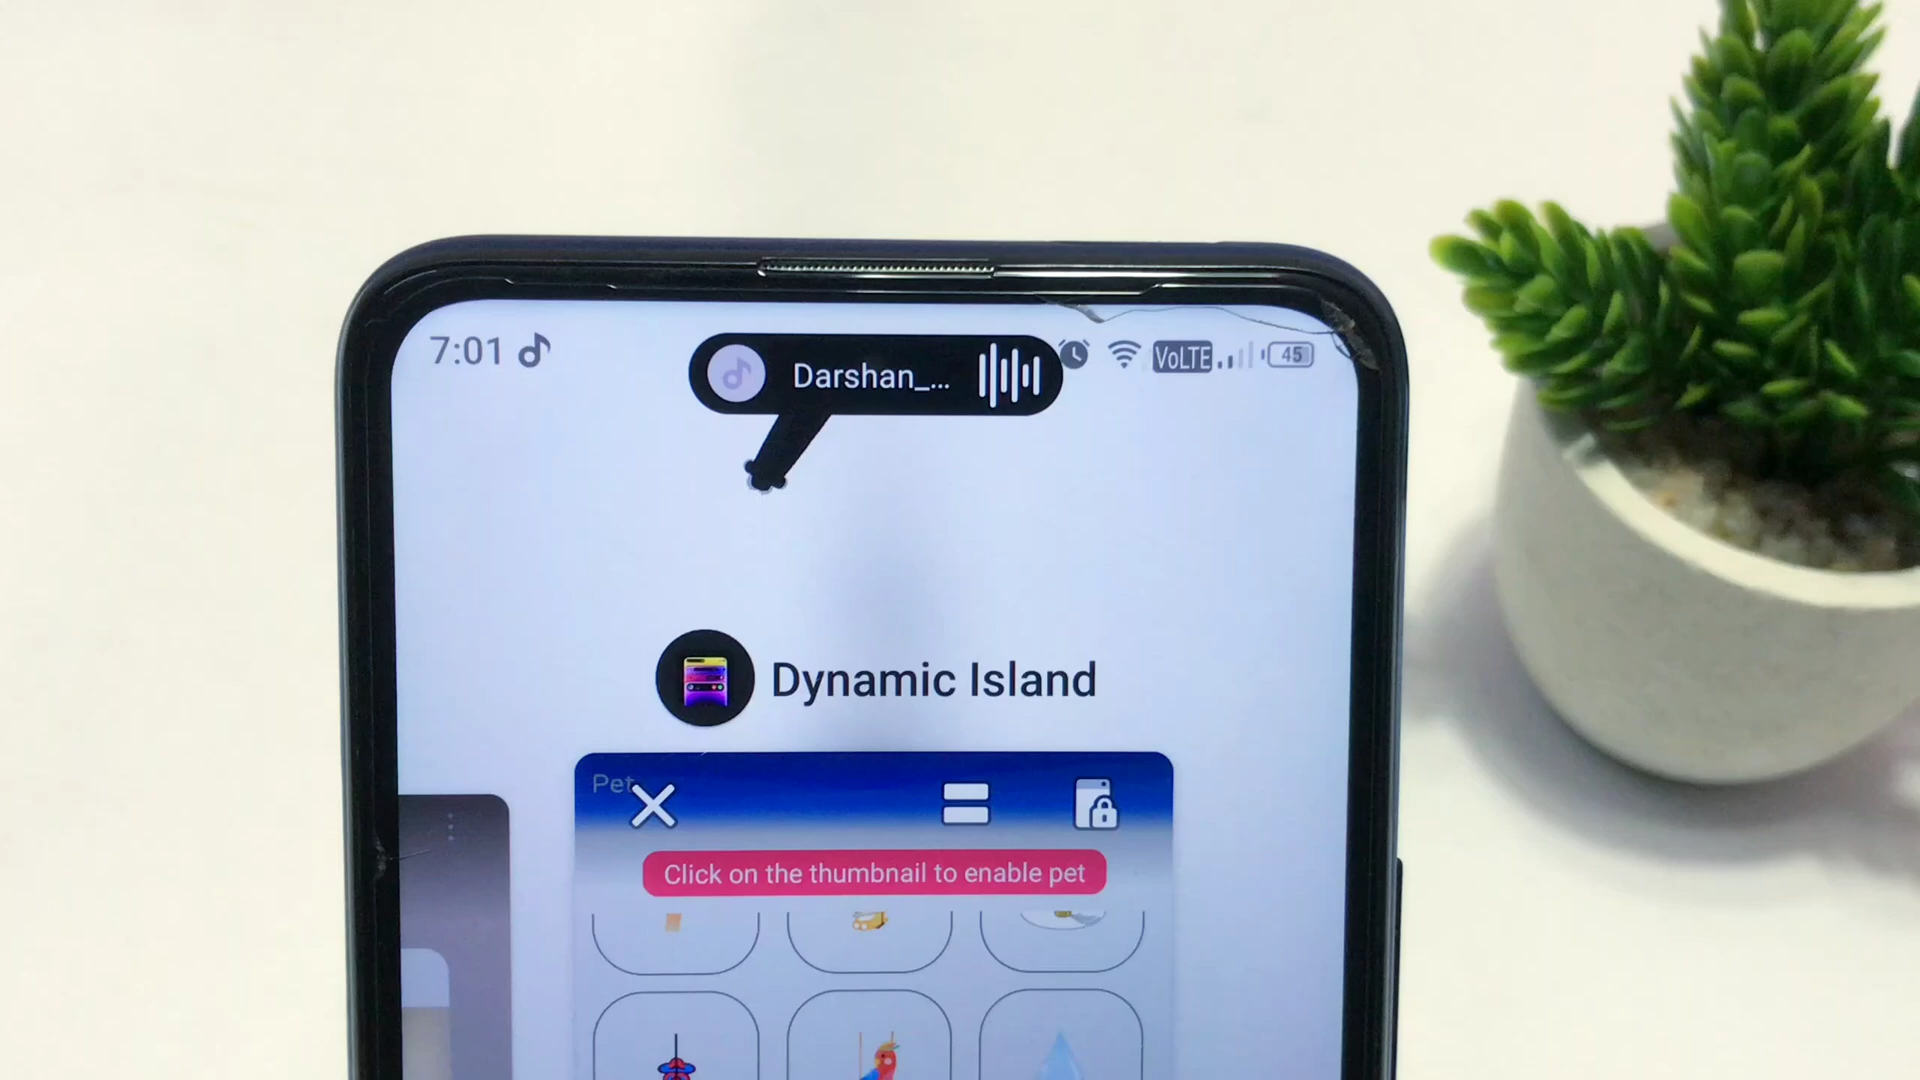 7:01
Darshan_...
VoLTE
45
Dynamic Island
Pet
Click on the thumbnail to enable pet